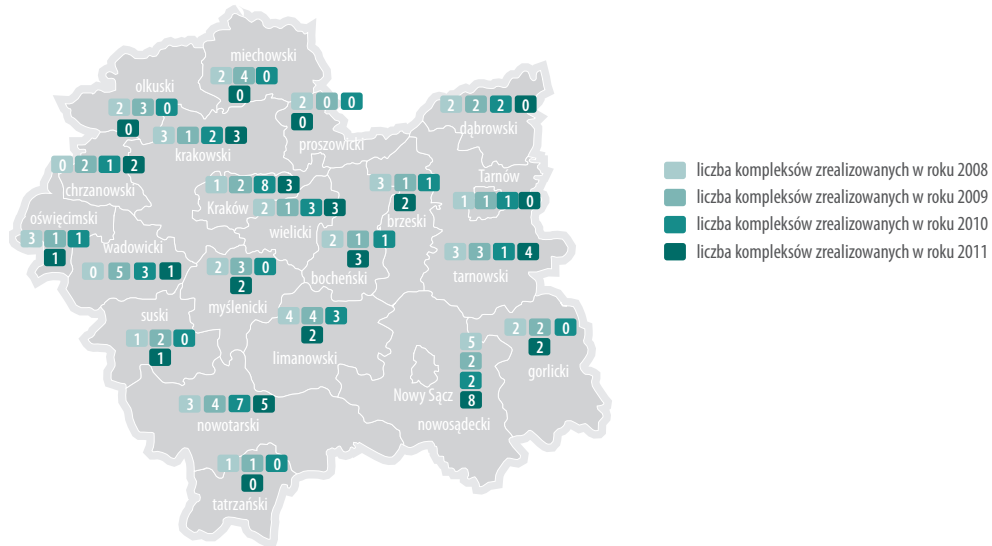 miechowski
2 4 0
0
olkuski
2 3 0
0
2 0 0
0
proszowicki
2 2 2 0
dąbrowski
3 1 2 3
krakowski
0 2 1 2
chrzanowski
Tarnów
1 1 1 0
1 2 8 3
Kraków
2 1 3 3
wielicki
3 1 1
2
brzeski
oświęcimski
3 1 1
1
wadowicki
0 5 3 1
2 1 1
3
bocheński
3 3 1 4
tarnowski
2 3 0
2
myślenicki
suski
1 2 0
1
4 4 3
2
limanowski
2 2 0
2
gorlicki
5
2
2
8
Nowy Sącz
nowosądecki
3 4 7 5
nowotarski
1 1 0
0
tatrzański
liczba kompleksów zrealizowanych w roku 2008
liczba kompleksów zrealizowanych w roku 2009
liczba kompleksów zrealizowanych w roku 2010
liczba kompleksów zrealizowanych w roku 2011